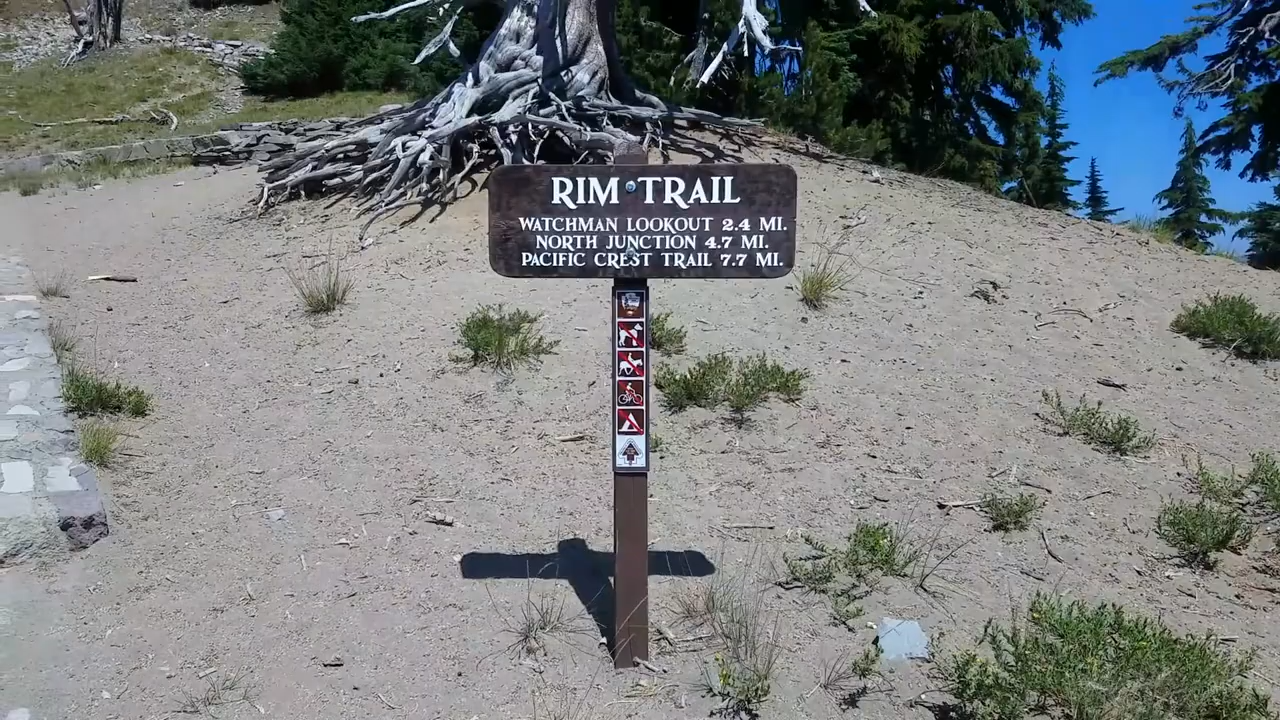 RIM TRAIL
WATCHMAN LOOKOUT 2.4 MI.
NORTH JUNCTION 4.7 MI.
PACIFIC CREST TRAIL 7.7 MI.